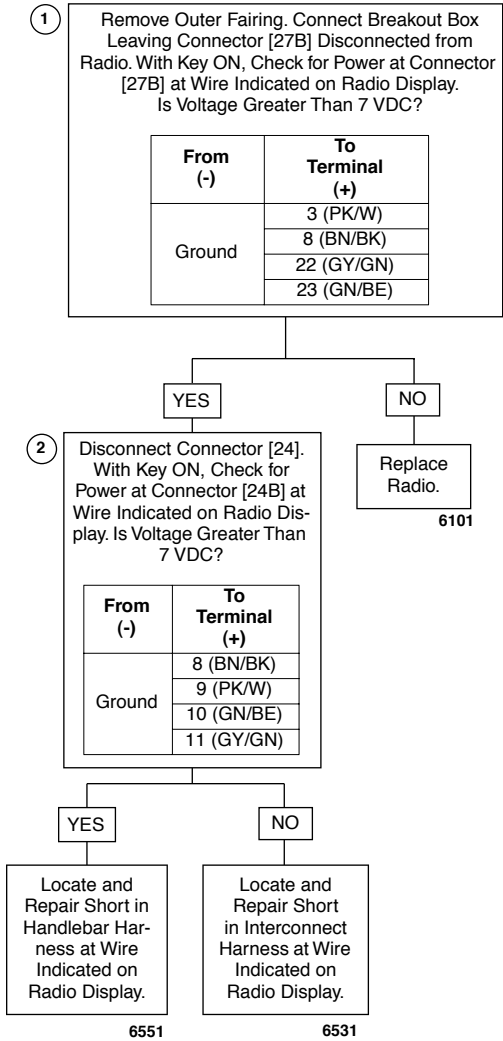 1
Remove Outer Fairing. Connect Breakout Box
Leaving Connector [27B] Disconnected from
Radio. With Key ON, Check for Power at Connector
[27B] at Wire Indicated on Radio Display.
Is Voltage Greater Than 7 VDC?
From
(-)
To
Terminal
(+)
Ground
3 (PK/W)
8 (BN/BK)
22 (GY/GN)
23 (GN/BE)
YES
NO
2
Disconnect Connector [24].
With Key ON, Check for
Power at Connector [24B] at
Wire Indicated on Radio Dis-
play. Is Voltage Greater Than
7 VDC?
From
(-)
To
Terminal
(+)
Ground
8 (BN/BK)
9 (PK/W)
10 (GN/BE)
11 (GY/GN)
Replace
Radio.
6101
YES
NO
Locate and
Repair Short in
Handlebar Har-
ness at Wire
Indicated on
Radio Display.
6551
Locate and
Repair Short
in Interconnect
Harness at Wire
Indicated on
Radio Display.
6531